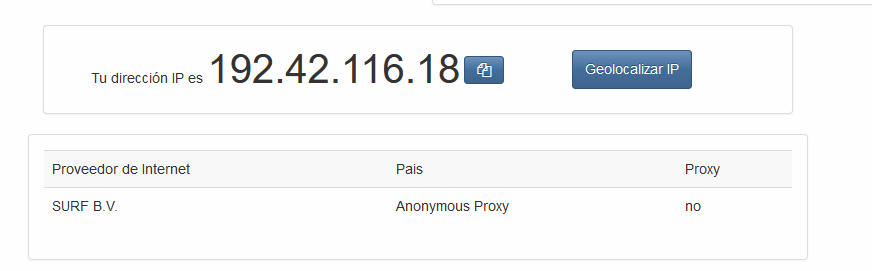 Tu dirección IP es 192.42.116.18 Geolocalizar IP
Proveedor de Internet Pais Proxy
SURF B.V. Anonymous Proxy no